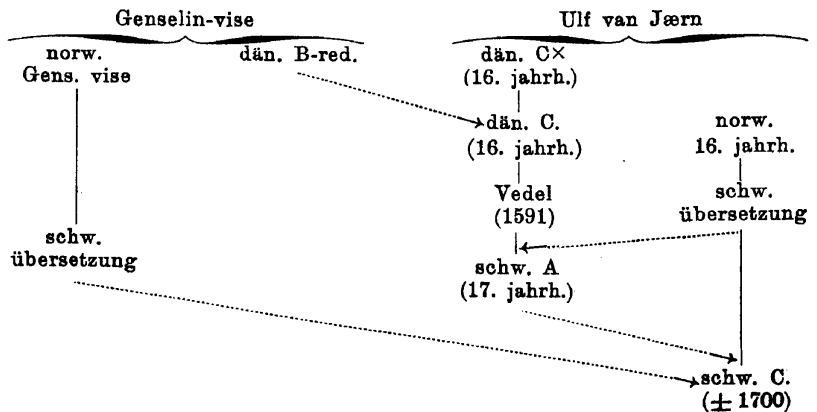 Genselin-vise
Ulf van Jærn
norw.
Gens. vise
dän. B-red.
dän. C×
(16. jahrh.)
dän. C.
(16. jahrh.)
norw.
16. jahrh.
Vedel
(1591)
schw.
übersetzung
schw.
übersetzung
schw. A
(17. jahrh.)
schw. C.
(± 1700)